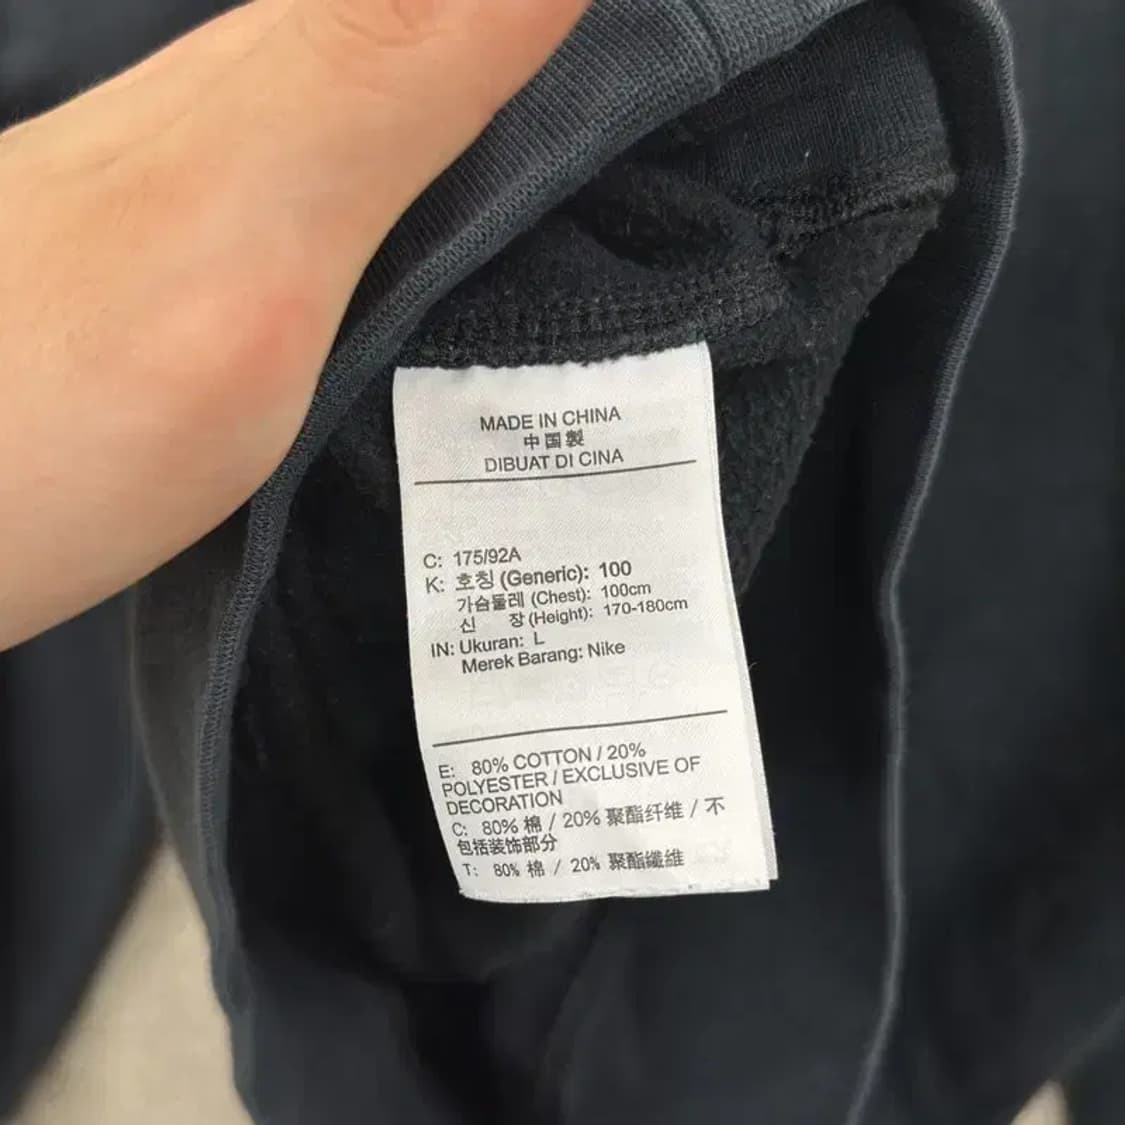 MADE IN CHINA
中国製
DIBUAT DI CINA
C: 175/92A
K: 호칭 (Generic): 100
가슴둘레 (Chest): 100cm
신 장 (Height): 170-180cm
IN: Ukuran: L
Merek Barang: Nike
E: 80% COTTON / 20%
POLYESTER / EXCLUSIVE OF
DECORATION
C: 80% 棉 / 20% 聚酯纤维 / 不
包括装饰部分
T: 80% 棉 / 20% 聚酯纖維